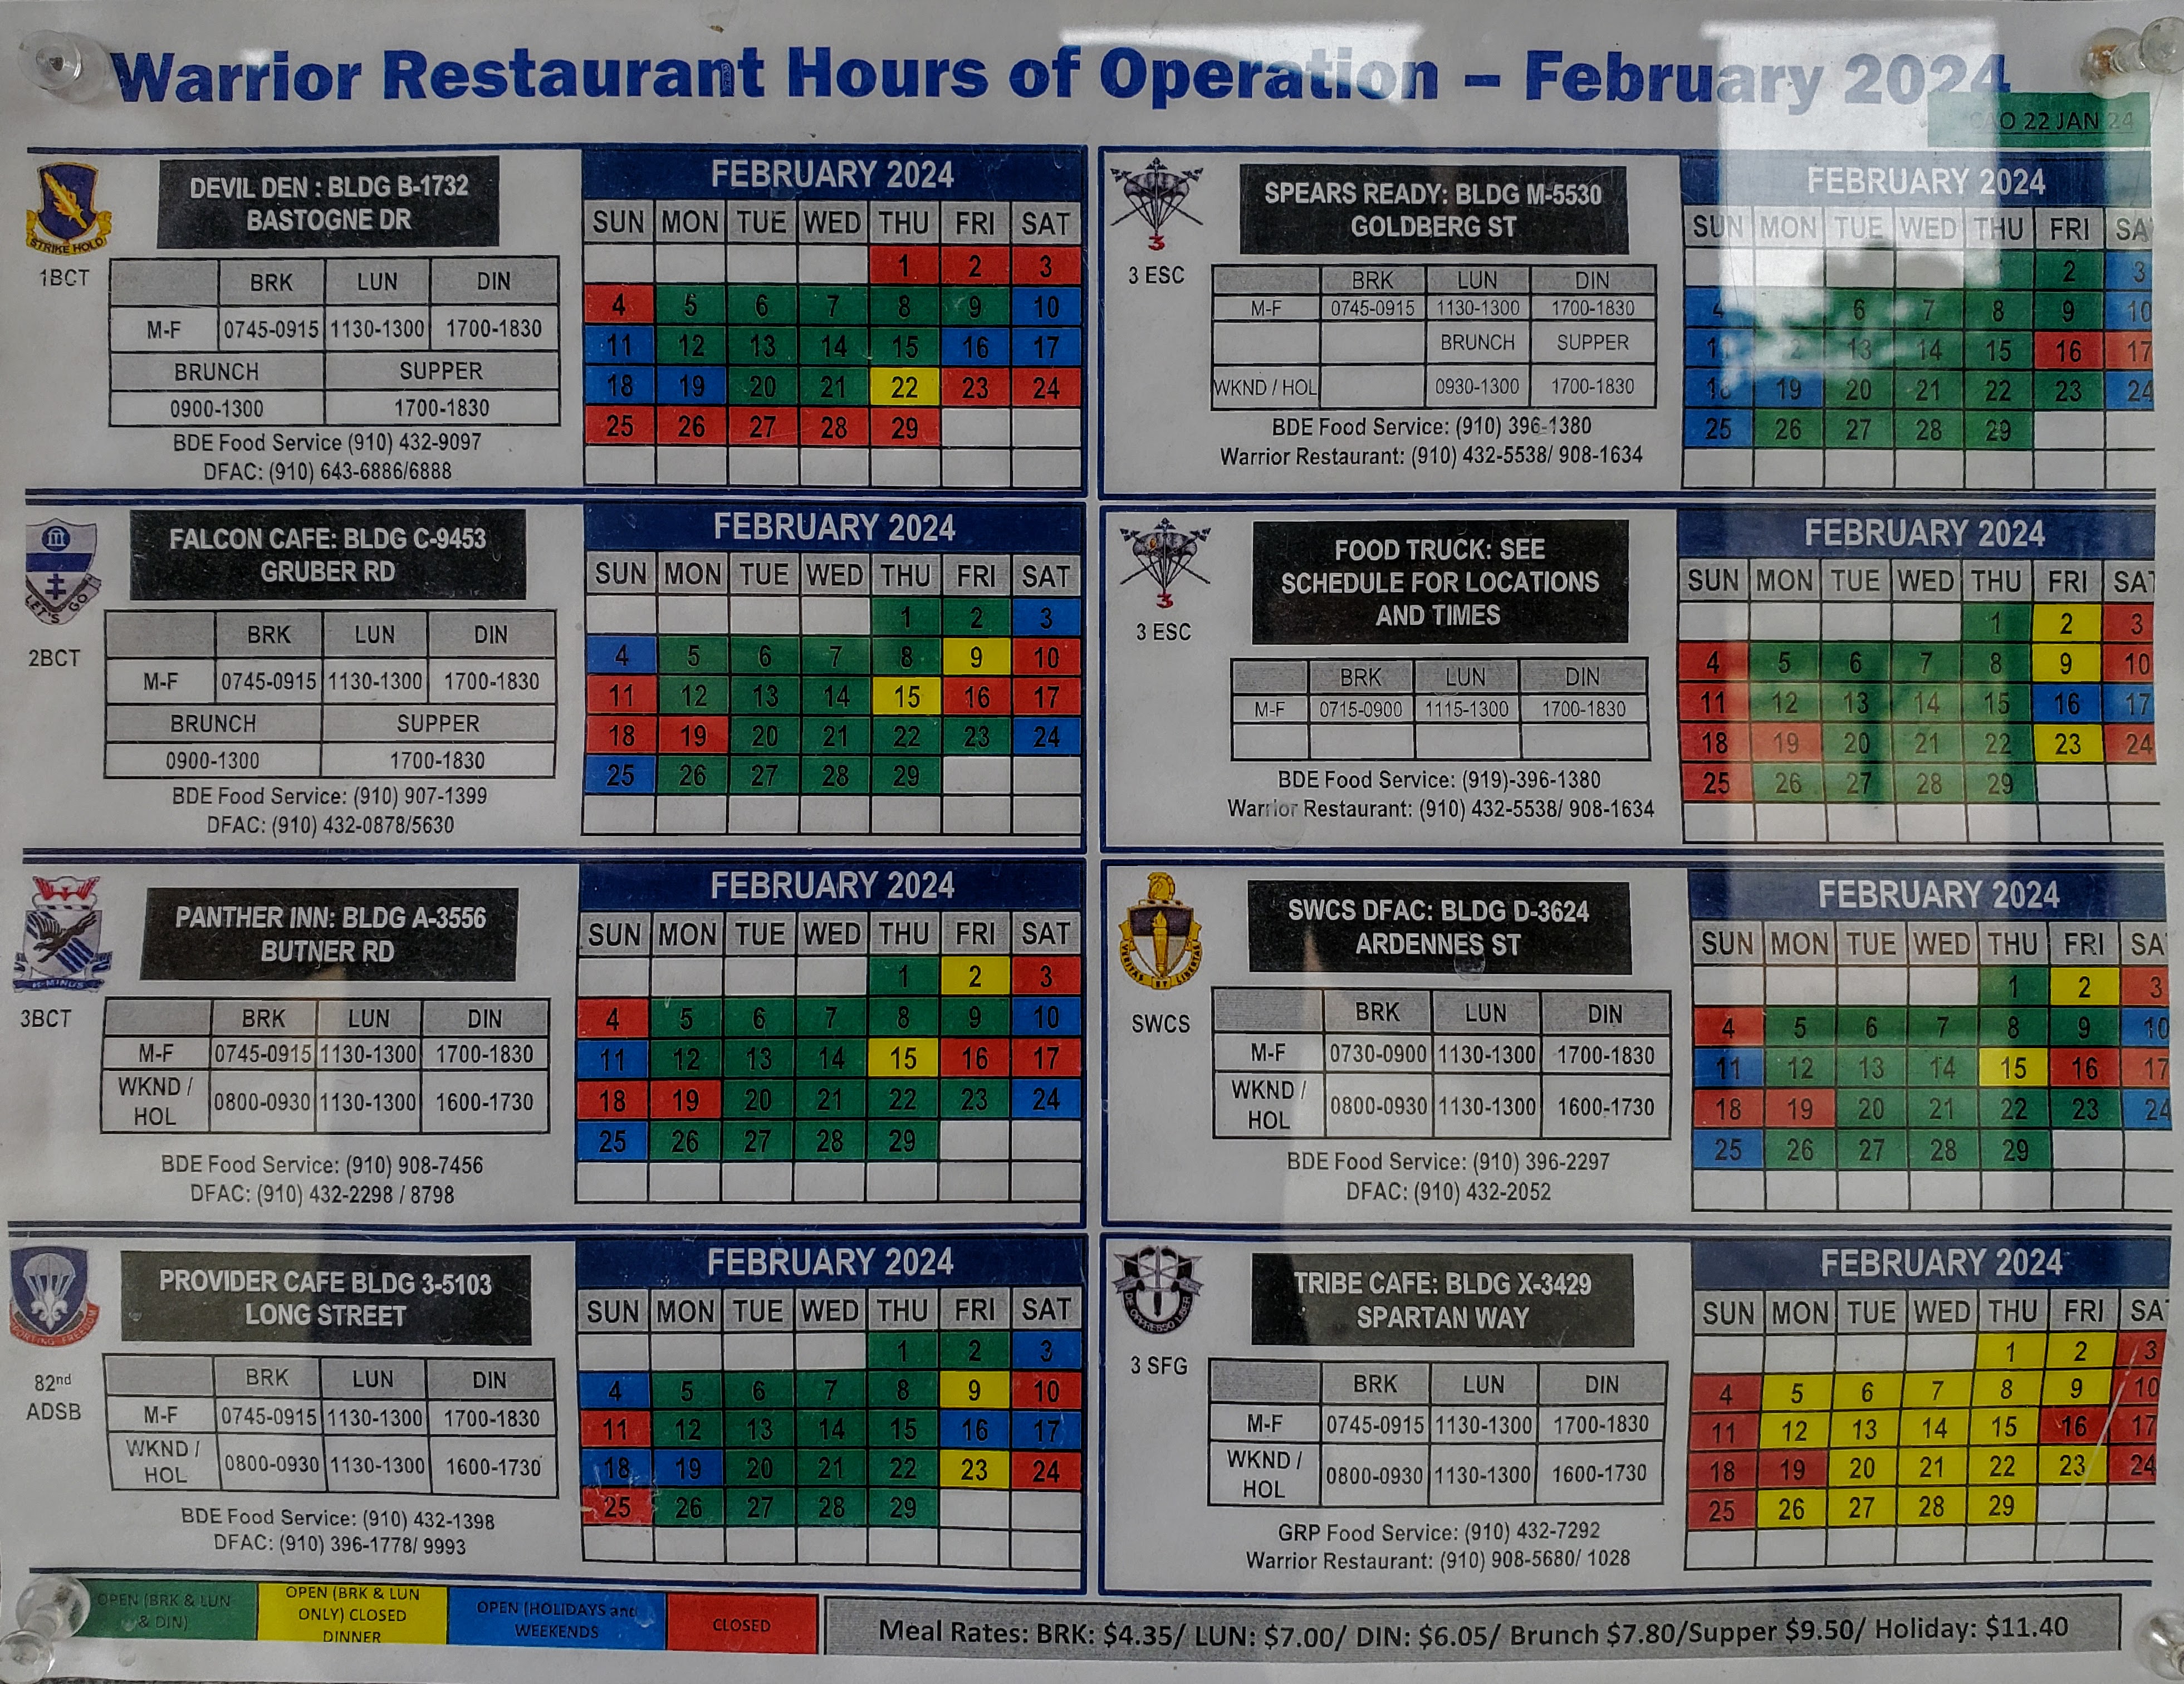 Warrior Restaurant Hours of Operation – February 2024
CAO 22 JAN 24
STRIKE HOLD
1BCT
DEVIL DEN : BLDG B-1732
BASTOGNE DR
BRK LUN DIN
M-F 0745-0915 1130-1300 1700-1830
BRUNCH SUPPER
0900-1300 1700-1830
BDE Food Service (910) 432-9097
DFAC: (910) 643-6886/6888
FEBRUARY 2024
SUN MON TUE WED THU FRI SAT
1 2 3
4 5 6 7 8 9 10
11 12 13 14 15 16 17
18 19 20 21 22 23 24
25 26 27 28 29
3
3 ESC
SPEARS READY: BLDG M-5530
GOLDBERG ST
BRK LUN DIN
M-F 0745-0915 1130-1300 1700-1830
BRUNCH SUPPER
WKND / HOL 0930-1300 1700-1830
BDE Food Service: (910) 396-1380
Warrior Restaurant: (910) 432-5538/ 908-1634
FEBRUARY 2024
SUN MON TUE WED THU FRI SA
2 3
4 6 7 8 9 10
11 2 13 14 15 16 17
18 19 20 21 22 23 24
25 26 27 28 29
LET'S GO
2BCT
FALCON CAFE: BLDG C-9453
GRUBER RD
BRK LUN DIN
M-F 0745-0915 1130-1300 1700-1830
BRUNCH SUPPER
0900-1300 1700-1830
BDE Food Service: (910) 907-1399
DFAC: (910) 432-0878/5630
FEBRUARY 2024
SUN MON TUE WED THU FRI SAT
1 2 3
4 5 6 7 8 9 10
11 12 13 14 15 16 17
18 19 20 21 22 23 24
25 26 27 28 29
3
3 ESC
FOOD TRUCK: SEE
SCHEDULE FOR LOCATIONS
AND TIMES
BRK LUN DIN
M-F 0715-0900 1115-1300 1700-1830
BDE Food Service: (919)-396-1380
Warrior Restaurant: (910) 432-5538/ 908-1634
FEBRUARY 2024
SUN MON TUE WED THU FRI SAT
1 2 3
4 5 6 7 8 9 10
11 12 13 14 15 16 17
18 19 20 21 22 23 24
25 26 27 28 29
H-MINUS
3BCT
PANTHER INN: BLDG A-3556
BUTNER RD
BRK LUN DIN
M-F 0745-0915 1130-1300 1700-1830
WKND /
HOL 0800-0930 1130-1300 1600-1730
BDE Food Service: (910) 908-7456
DFAC: (910) 432-2298 / 8798
FEBRUARY 2024
SUN MON TUE WED THU FRI SAT
1 2 3
4 5 6 7 8 9 10
11 12 13 14 15 16 17
18 19 20 21 22 23 24
25 26 27 28 29
VERITAS ET LIBERTAS
SWCS
SWCS DFAC: BLDG D-3624
ARDENNES ST
BRK LUN DIN
M-F 0730-0900 1130-1300 1700-1830
WKND /
HOL 0800-0930 1130-1300 1600-1730
BDE Food Service: (910) 396-2297
DFAC: (910) 432-2052
FEBRUARY 2024
SUN MON TUE WED THU FRI SA
1 2 3
4 5 6 7 8 9 10
11 12 13 14 15 16 17
18 19 20 21 22 23 24
25 26 27 28 29
82nd
ADSB
PROVIDER CAFE BLDG 3-5103
LONG STREET
BRK LUN DIN
M-F 0745-0915 1130-1300 1700-1830
WKND /
HOL 0800-0930 1130-1300 1600-1730
BDE Food Service: (910) 432-1398
DFAC: (910) 396-1778/ 9993
FEBRUARY 2024
SUN MON TUE WED THU FRI SAT
1 2 3
4 5 6 7 8 9 10
11 12 13 14 15 16 17
18 19 20 21 22 23 24
25 26 27 28 29
DE OPPRESSO LIBER
3 SFG
TRIBE CAFE: BLDG X-3429
SPARTAN WAY
BRK LUN DIN
M-F 0745-0915 1130-1300 1700-1830
WKND /
HOL 0800-0930 1130-1300 1600-1730
GRP Food Service: (910) 432-7292
Warrior Restaurant: (910) 908-5680/ 1028
FEBRUARY 2024
SUN MON TUE WED THU FRI SA
1 2 3
4 5 6 7 8 9 10
11 12 13 14 15 16 17
18 19 20 21 22 23 24
25 26 27 28 29
OPEN (BRK & LUN
& DIN)
OPEN (BRK & LUN
ONLY) CLOSED
DINNER
OPEN (HOLIDAYS and
WEEKENDS
CLOSED
Meal Rates: BRK: $4.35/ LUN: $7.00/ DIN: $6.05/ Brunch $7.80/Supper $9.50/ Holiday: $11.40